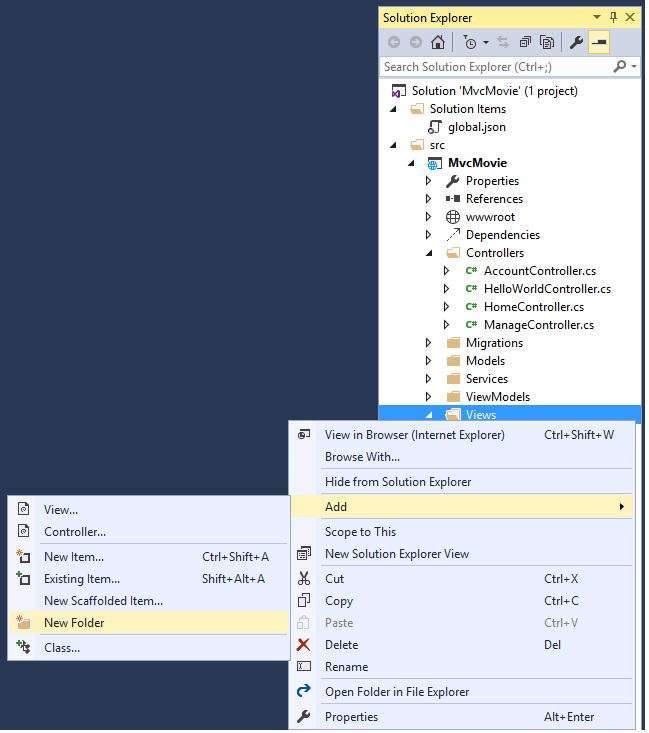 Solution Explorer
Search Solution Explorer (Ctrl+;)
Solution 'MvcMovie' (1 project)
Solution Items
global.json
src
MvcMovie
Properties
References
wwwroot
Dependencies
Controllers
C# AccountController.cs
C# HelloWorldController.cs
C# HomeController.cs
C# ManageController.cs
Migrations
Models
Services
ViewModels
Views
View in Browser (Internet Explorer) Ctrl+Shift+W
Browse With...
Hide from Solution Explorer
Add
Scope to This
New Solution Explorer View
Cut Ctrl+X
Copy Ctrl+C
Paste Ctrl+V
Delete Del
Rename
Open Folder in File Explorer
Properties Alt+Enter
View...
Controller...
New Item... Ctrl+Shift+A
Existing Item... Shift+Alt+A
New Scaffolded Item...
New Folder
Class...